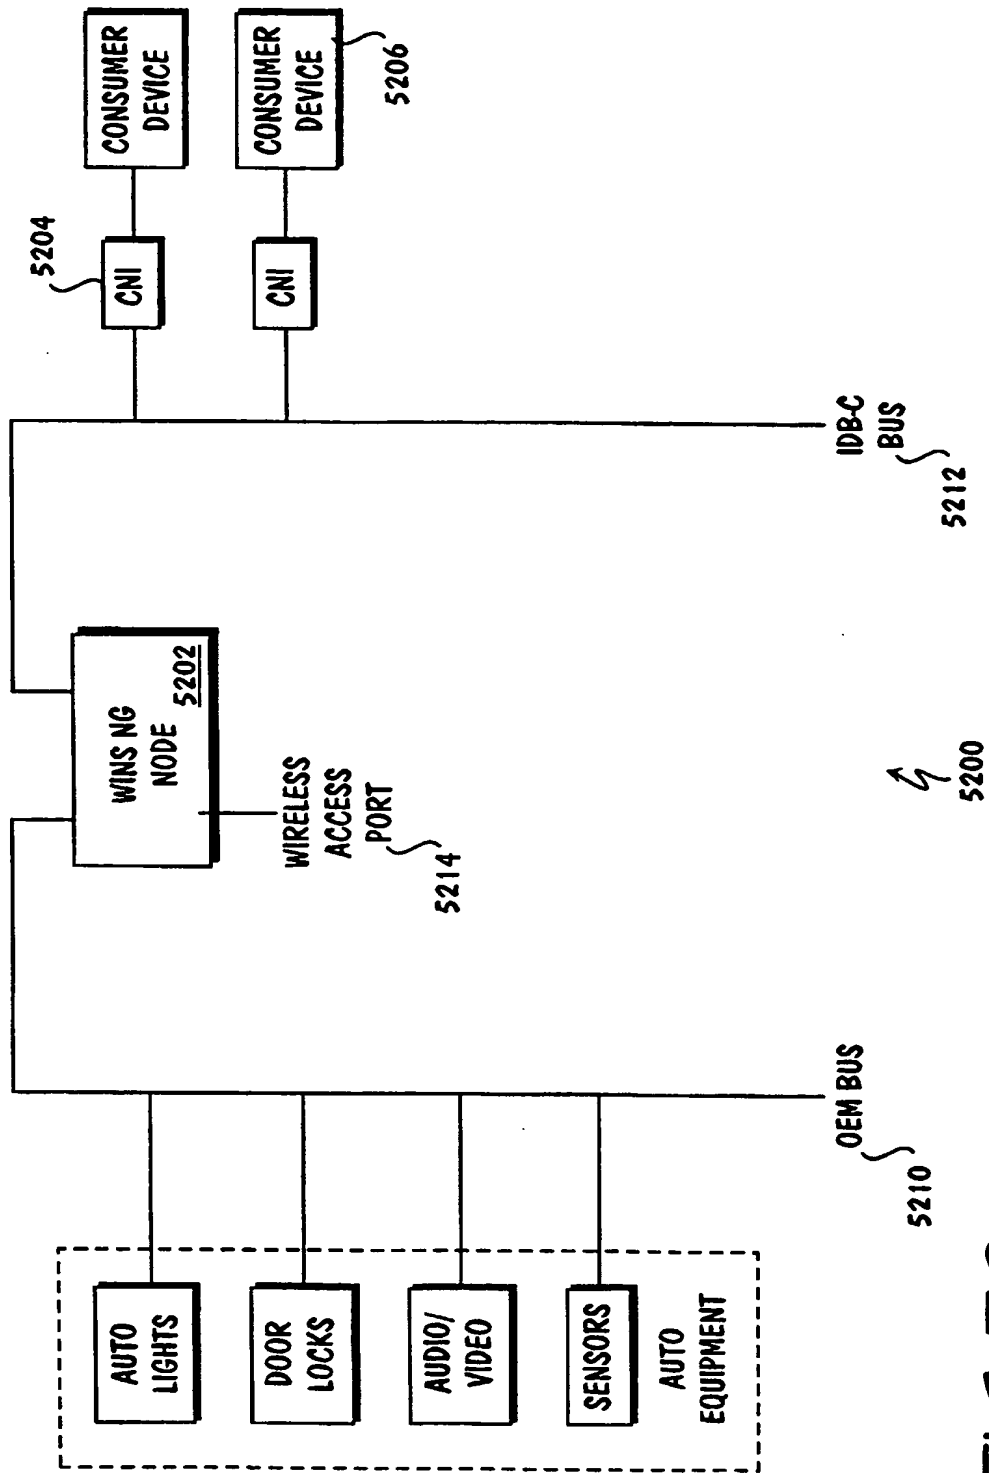 AUTO
LIGHTS
DOOR
LOCKS
AUDIO/
VIDEO
SENSORS
AUTO
EQUIPMENT
OEM BUS
5210
WINS NG
NODE
5202
WIRELESS
ACCESS
PORT
5214
5200
IDB-C
BUS
5212
5204
CNI
CNI
CONSUMER
DEVICE
CONSUMER
DEVICE
5206